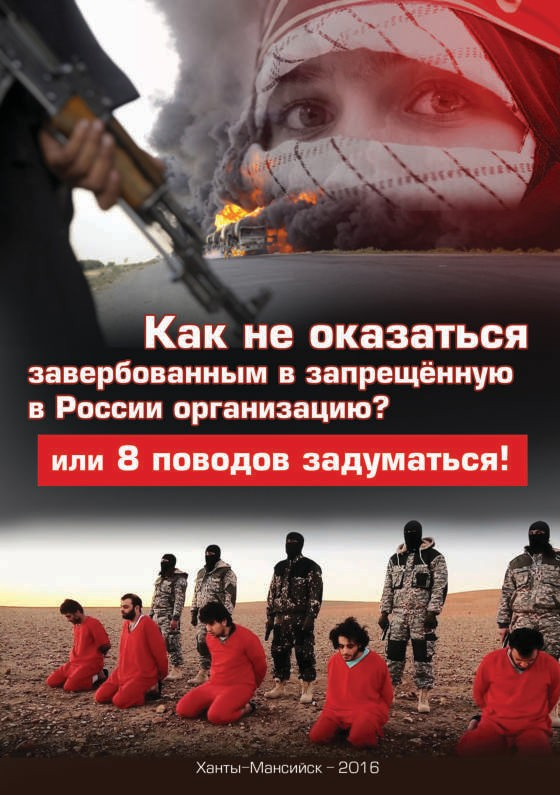 Как не оказаться
завербованным в запрещённую
в России организацию?
или 8 поводов задуматься!
Ханты-Мансийск – 2016